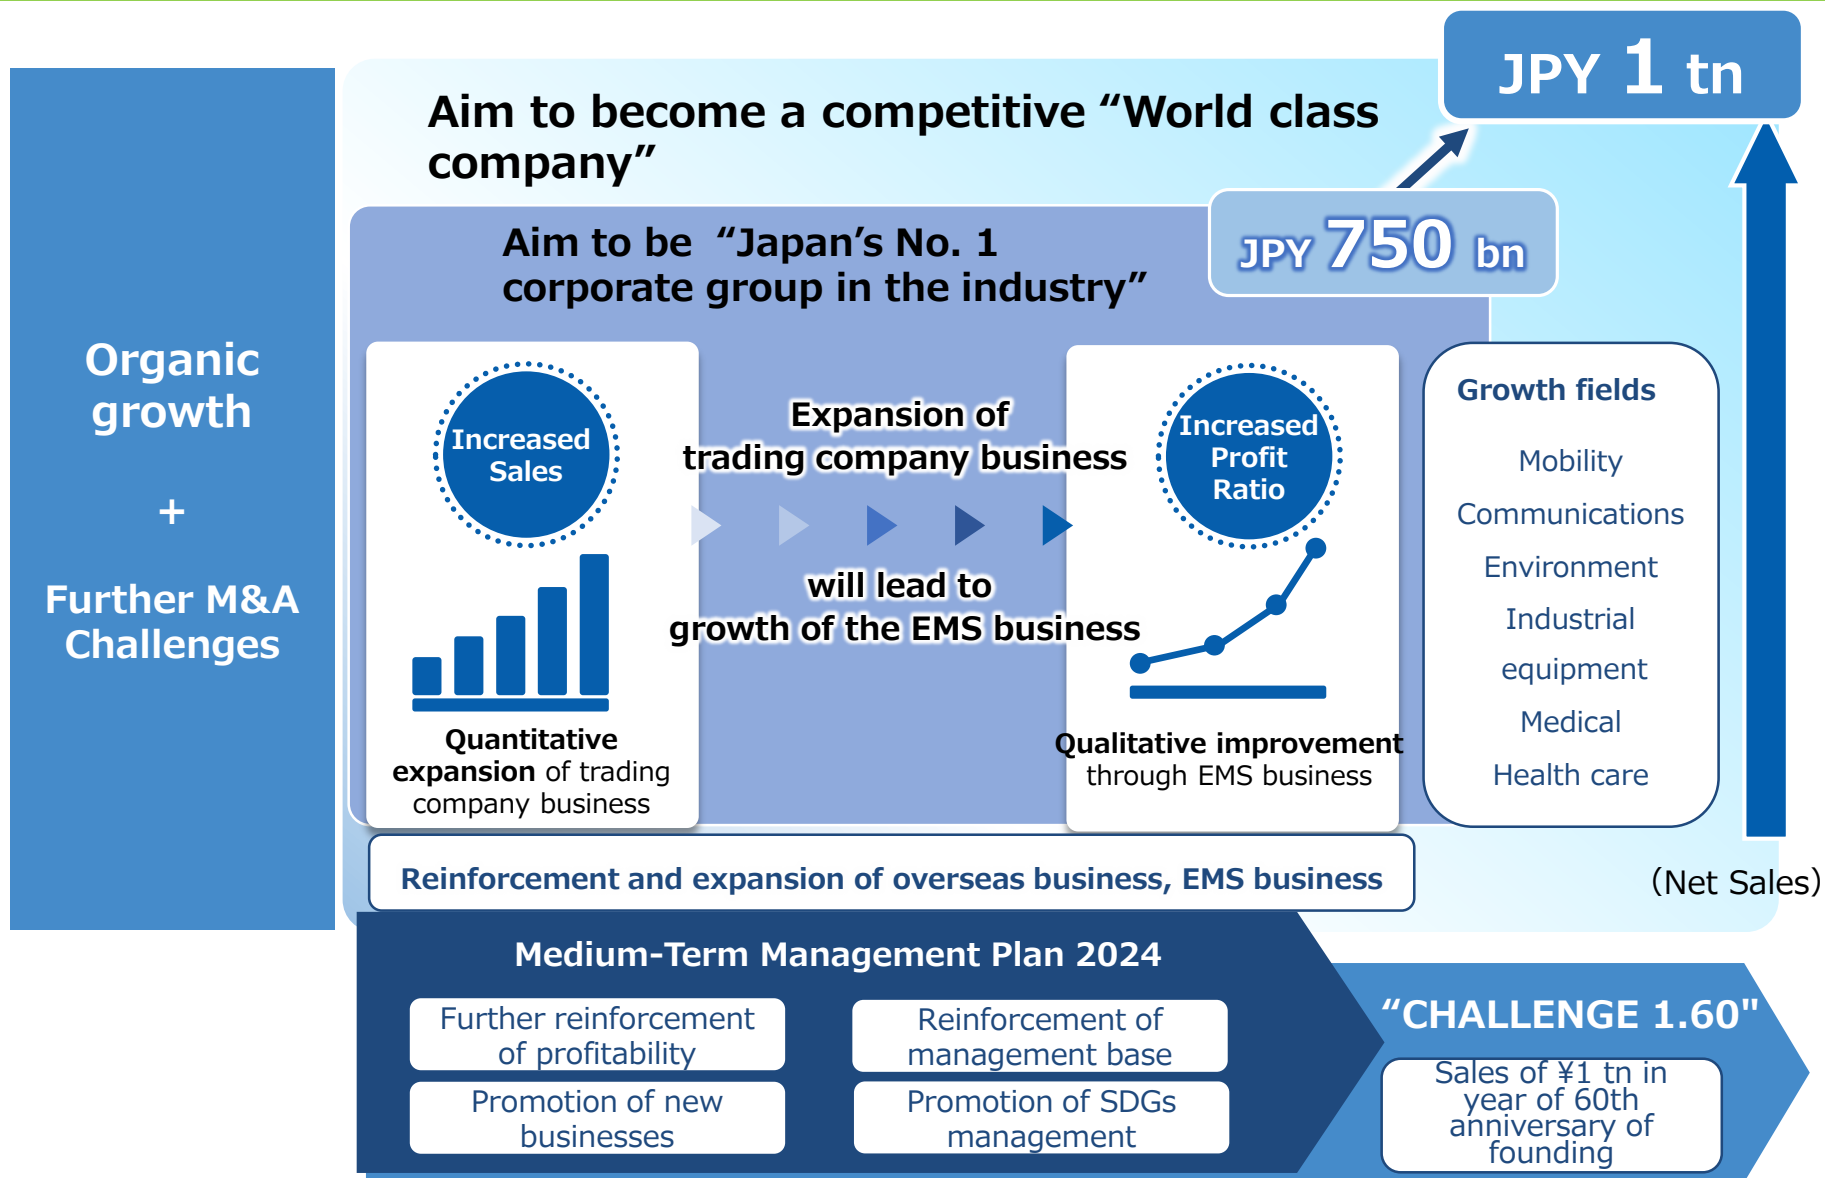 JPY 1 tn
Aim to become a competitive “World class
company”
JPY 750 bn
Aim to be “Japan’s No. 1
corporate group in the industry”
Organic
growth
+
Further M&A
Challenges
Increased
Sales
Quantitative
expansion of trading
company business
Expansion of
trading company business
will lead to
growth of the EMS business
Increased
Profit
Ratio
Qualitative improvement
through EMS business
Growth fields
Mobility
Communications
Environment
Industrial
equipment
Medical
Health care
Reinforcement and expansion of overseas business, EMS business
(Net Sales)
Medium-Term Management Plan 2024
Further reinforcement
of profitability
Reinforcement of
management base
Promotion of new
businesses
Promotion of SDGs
management
“CHALLENGE 1.60"
Sales of ¥1 tn in
year of 60th
anniversary of
founding